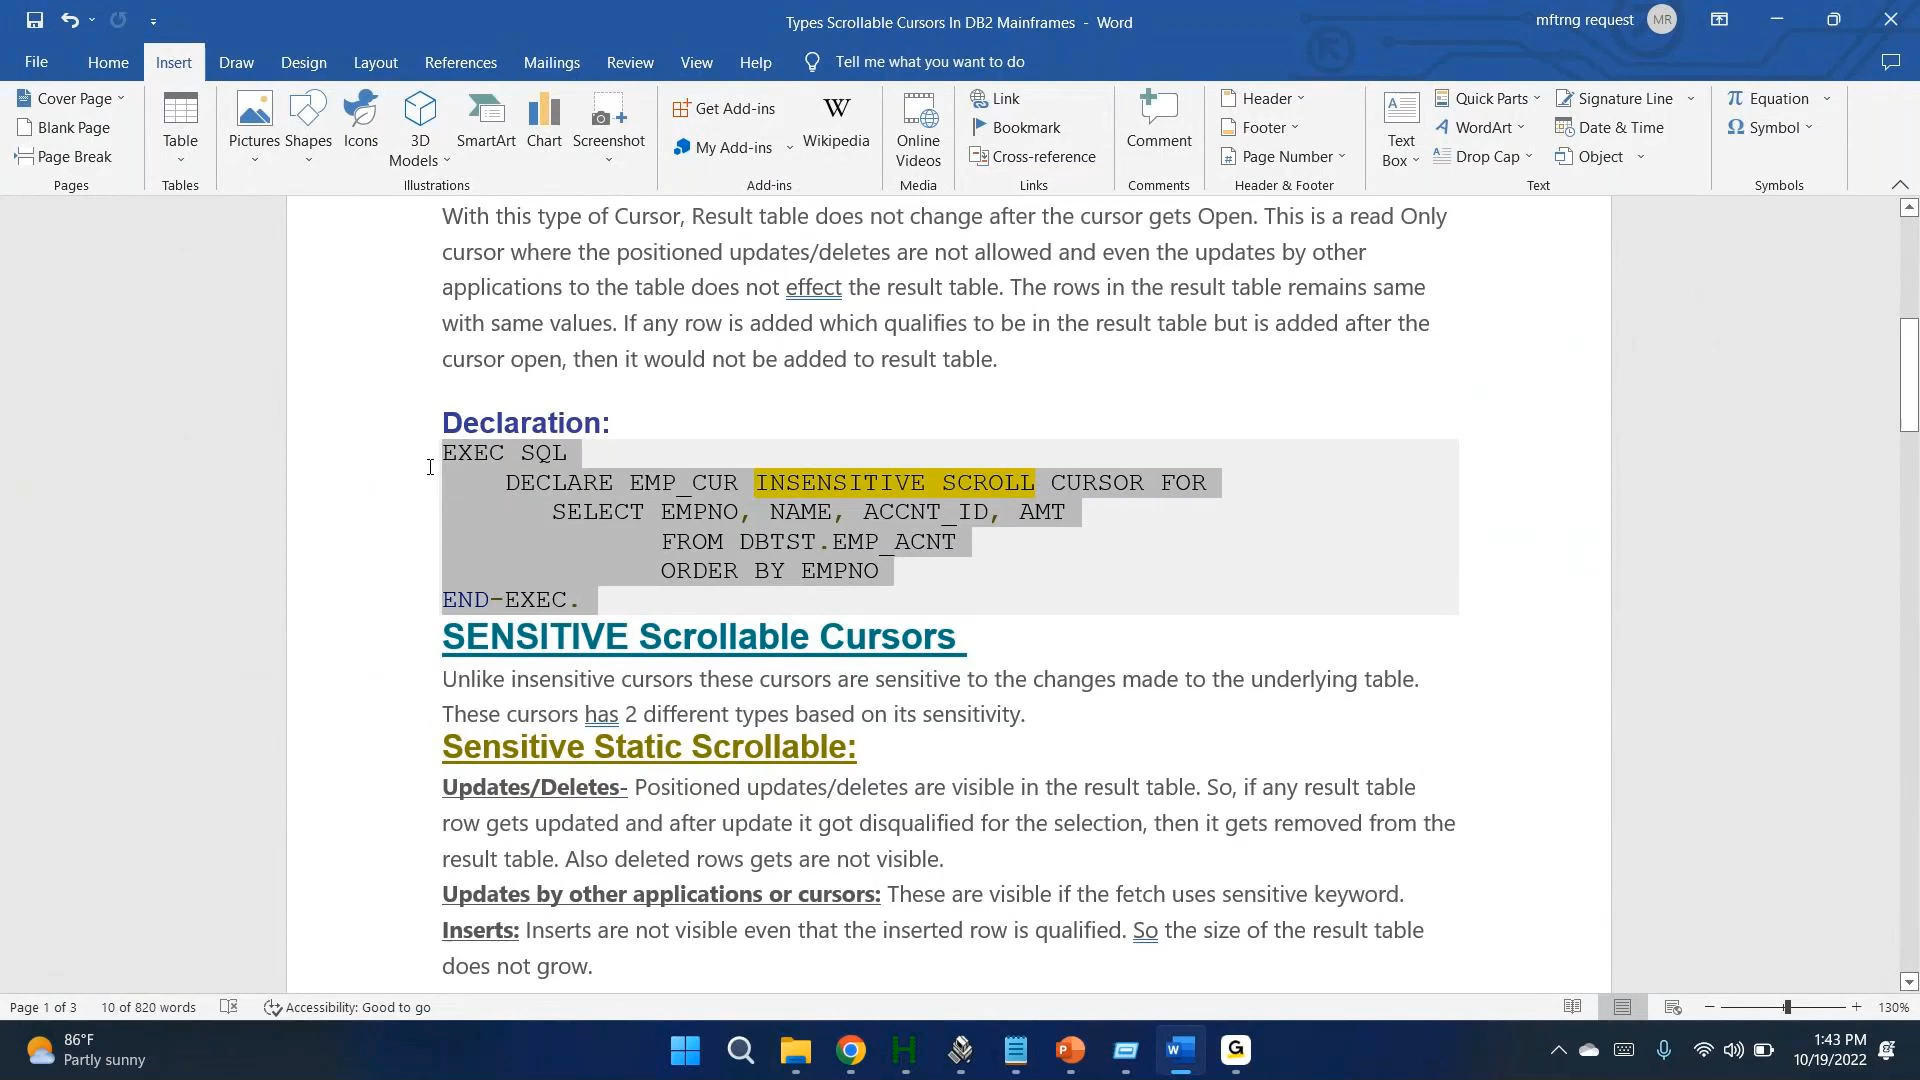 Types Scrollable Cursors In DB2 Mainframes - Word
mftrng request
MR
File
Home
Insert
Draw
Design
Layout
References
Mailings
Review
View
Help
Tell me what you want to do
Cover Page
Blank Page
Page Break
Pages
Table
Tables
Pictures
Shapes
Icons
3D
Models
SmartArt
Chart
Screenshot
Illustrations
Get Add-ins
My Add-ins
W
Wikipedia
Add-ins
Online
Videos
Media
Link
Bookmark
Cross-reference
Links
Comment
Comments
Header
Footer
Page Number
Header & Footer
Text
Box
Quick Parts
WordArt
Drop Cap
Signature Line
Date & Time
Object
Text
Equation
Symbol
Symbols
With this type of Cursor, Result table does not change after the cursor gets Open. This is a read Only
cursor where the positioned updates/deletes are not allowed and even the updates by other
applications to the table does not effect the result table. The rows in the result table remains same
with same values. If any row is added which qualifies to be in the result table but is added after the
cursor open, then it would not be added to result table.
Declaration:
EXEC SQL
DECLARE EMP_CUR INSENSITIVE SCROLL CURSOR FOR
SELECT EMPNO, NAME, ACCNT_ID, AMT
FROM DBTST.EMP_ACNT
ORDER BY EMPNO
END-EXEC.
SENSITIVE Scrollable Cursors
Unlike insensitive cursors these cursors are sensitive to the changes made to the underlying table.
These cursors has 2 different types based on its sensitivity.
Sensitive Static Scrollable:
Updates/Deletes- Positioned updates/deletes are visible in the result table. So, if any result table
row gets updated and after update it got disqualified for the selection, then it gets removed from the
result table. Also deleted rows gets are not visible.
Updates by other applications or cursors: These are visible if the fetch uses sensitive keyword.
Inserts: Inserts are not visible even that the inserted row is qualified. So the size of the result table
does not grow.
Page 1 of 3
10 of 820 words
Accessibility: Good to go
130%
86°F
Partly sunny
1:43 PM
10/19/2022